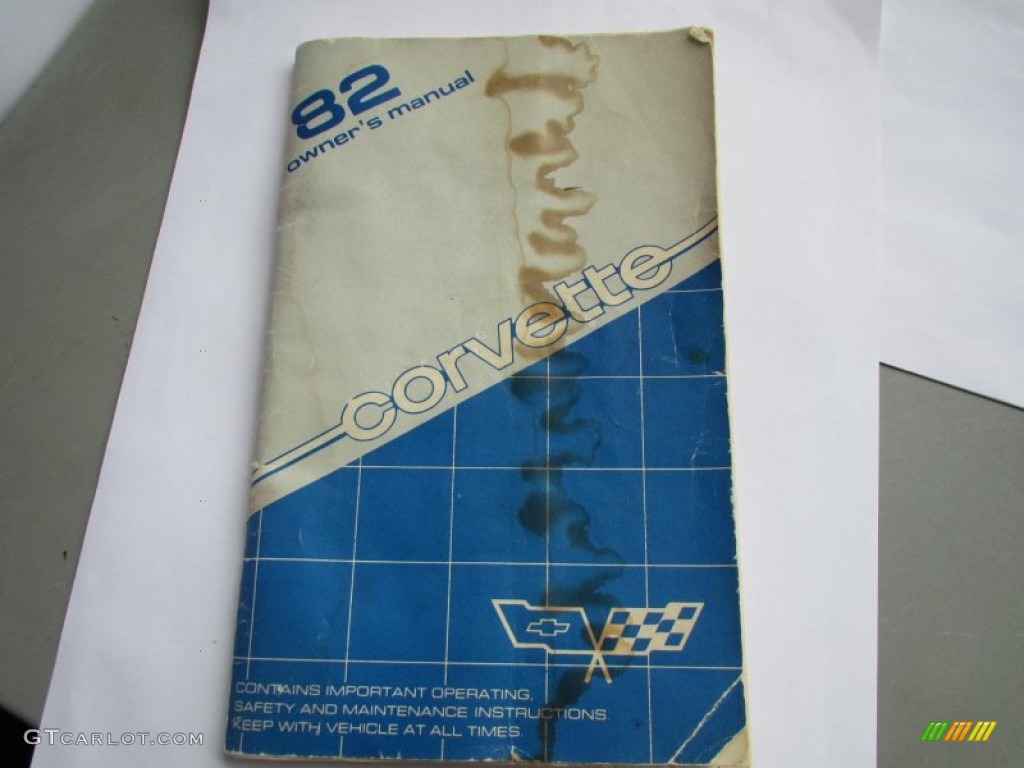 82
owner's manual
corvette
CONTAINS IMPORTANT OPERATING,
SAFETY AND MAINTENANCE INSTRUCTIONS
KEEP WITH VEHICLE AT ALL TIMES.
GTCARLOT.COM